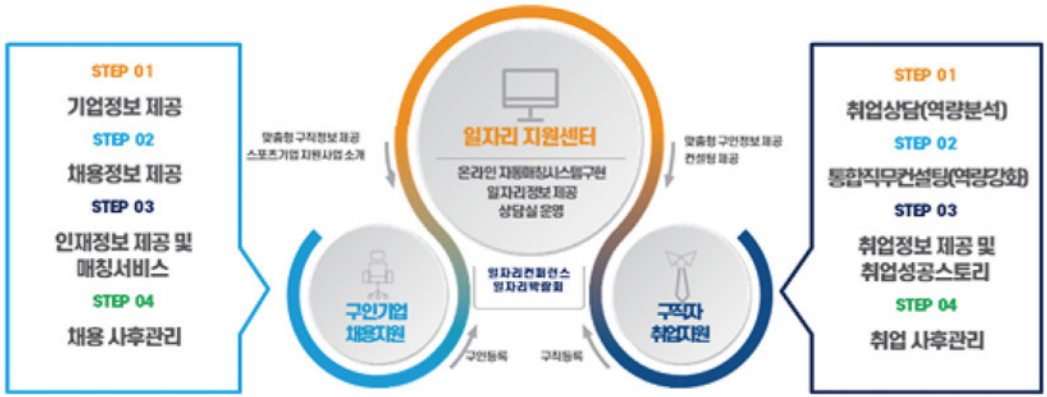 STEP 01
기업정보 제공
STEP 02
채용정보 제공
STEP 03
인재정보 제공 및
매칭서비스
STEP 04
채용 사후관리
맞춤형 구직정보 제공
스포츠기업 지원사업 소개
일자리 지원센터
온라인 자동매칭시스템구현
일자리정보 제공
상담실 운영
맞춤형 구인정보 제공
컨설팅 제공
구인기업
채용지원
일자리컨퍼런스
일자리박람회
구직자
취업지원
구인등록
구직등록
STEP 01
취업상담(역량분석)
STEP 02
통합직무컨설팅(역량강화)
STEP 03
취업정보 제공 및
취업성공스토리
STEP 04
취업 사후관리